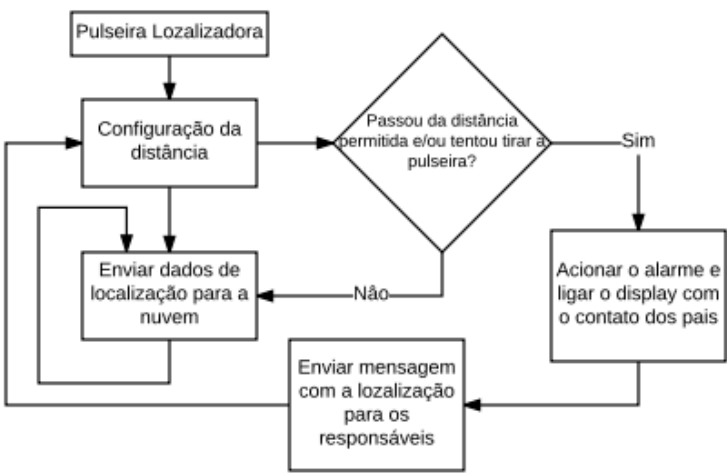 Pulseira Lozalizadora
Configuração da
distância
Passou da distância
permitida e/ou tentou tirar a
pulseira?
Sim
Enviar dados de
localização para a
nuvem
Nâo
Acionar o alarme e
ligar o display com
o contato dos pais
Enviar mensagem
com a lozalização
para os
responsáveis